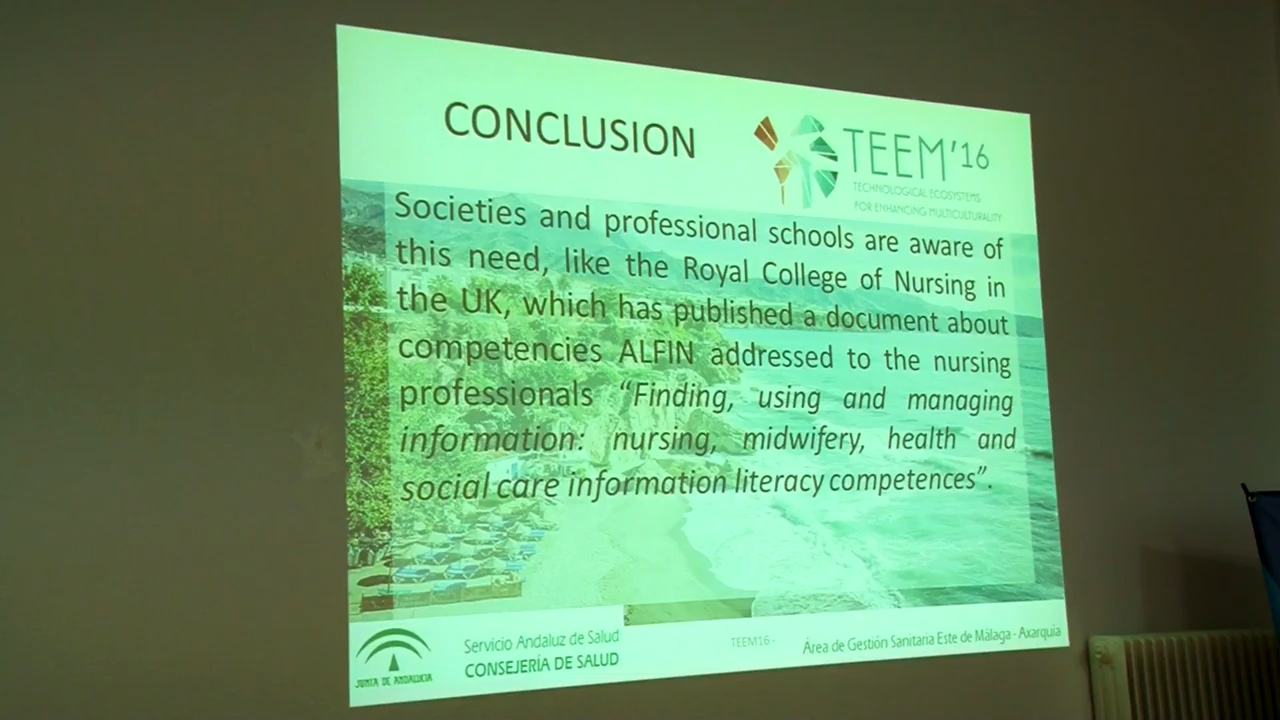 CONCLUSION
TEEM'16
TECHNOLOGICAL ECOSYSTEMS
FOR ENHANCING MULTICULTURALITY
Societies and professional schools are aware of
this need, like the Royal College of Nursing in
the UK, which has published a document about
competencies ALFIN addressed to the nursing
professionals “Finding, using and managing
information: nursing, midwifery, health and
social care information literacy competences”.
JUNTA DE ANDALUCIA
Servicio Andaluz de Salud
CONSEJERÍA DE SALUD
TEEM16 -
Área de Gestión Sanitaria Este de Málaga - Axarquía